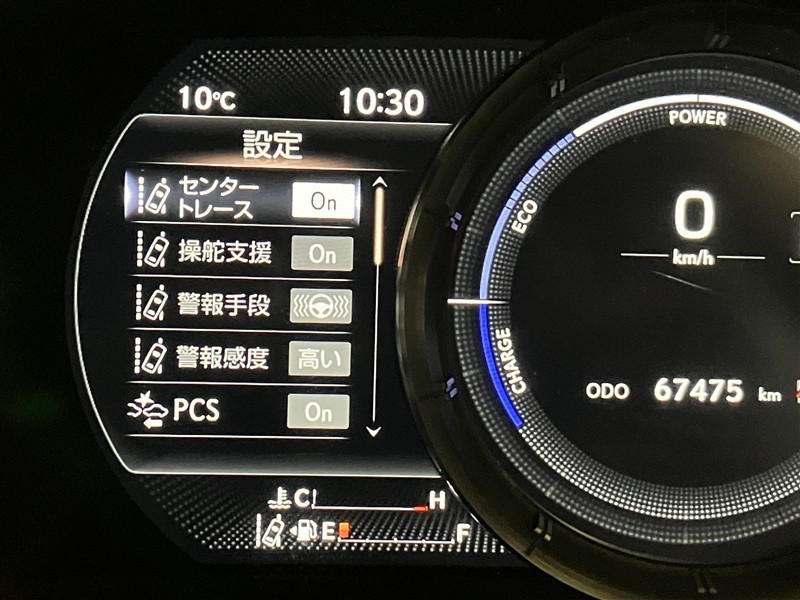 10℃
10:30
設定
センター
トレース
On
操舵支援
On
警報手段
警報感度
高い
PCS
On
C
H
E
F
POWER
ECO
CHARGE
0
km/h
ODO 67475 km